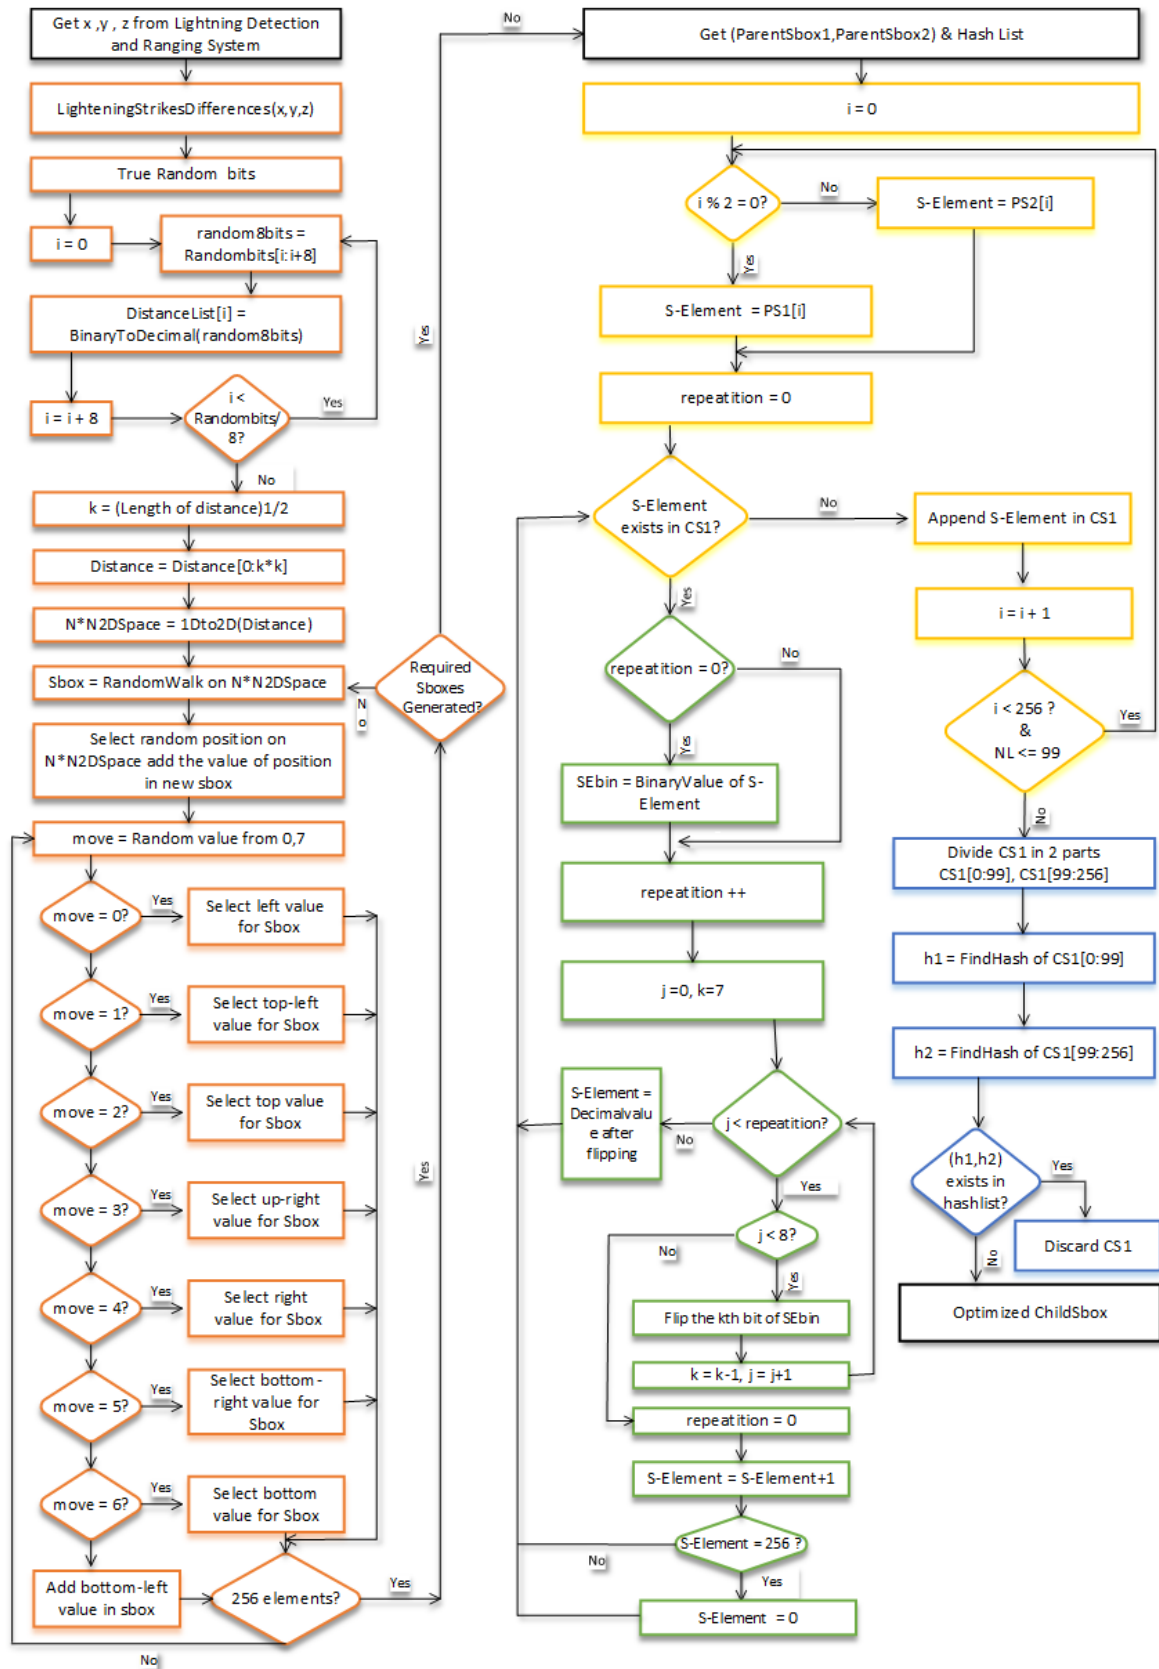 Get x ,y , z from Lightning Detection
and Ranging System
LighteningStrikesDifferences(x,y,z)
True Random bits
i = 0
random8bits =
Randombits[i:i+8]
DistanceList[i] =
BinaryToDecimal(random8bits)
i = i + 8
i <
Randombits/
8?
Yes
No
k = (Length of distance)1/2
Distance = Distance[0:k*k]
N*N2DSpace = 1Dto2D(Distance)
Sbox = RandomWalk on N*N2DSpace
Select random position on
N*N2DSpace add the value of position
in new sbox
move = Random value from 0,7
move = 0?
Yes
Select left value
for Sbox
move = 1?
Yes
Select top-left
value for Sbox
move = 2?
Yes
Select top value
for Sbox
move = 3?
Yes
Select up-right
value for Sbox
move = 4?
Yes
Select right
value for Sbox
move = 5?
Yes
Select bottom-
right value for
Sbox
move = 6?
Yes
Select bottom
value for Sbox
Add bottom-left
value in sbox
256 elements?
Yes
No
Yes
Required
Sboxes
Generated?
N
o
Yes
No
Get (ParentSbox1,ParentSbox2) & Hash List
i = 0
i % 2 = 0?
No
S-Element = PS2[i]
Yes
S-Element = PS1[i]
repeatition = 0
S-Element
exists in CS1?
No
Append S-Element in CS1
i = i + 1
i < 256 ?
&
NL <= 99
Yes
No
Yes
repeatition = 0?
No
Yes
SEbin = BinaryValue of S-
Element
repeatition ++
j =0, k=7
j < repeatition?
No
S-Element =
Decimalvalu
e after
flipping
Yes
j < 8?
No
Yes
Flip the kth bit of SEbin
k = k-1, j = j+1
repeatition = 0
S-Element = S-Element+1
S-Element = 256 ?
No
Yes
S-Element = 0
Divide CS1 in 2 parts
CS1[0:99], CS1[99:256]
h1 = FindHash of CS1[0:99]
h2 = FindHash of CS1[99:256]
(h1,h2)
exists in
hashlist?
Yes
Discard CS1
No
Optimized ChildSbox